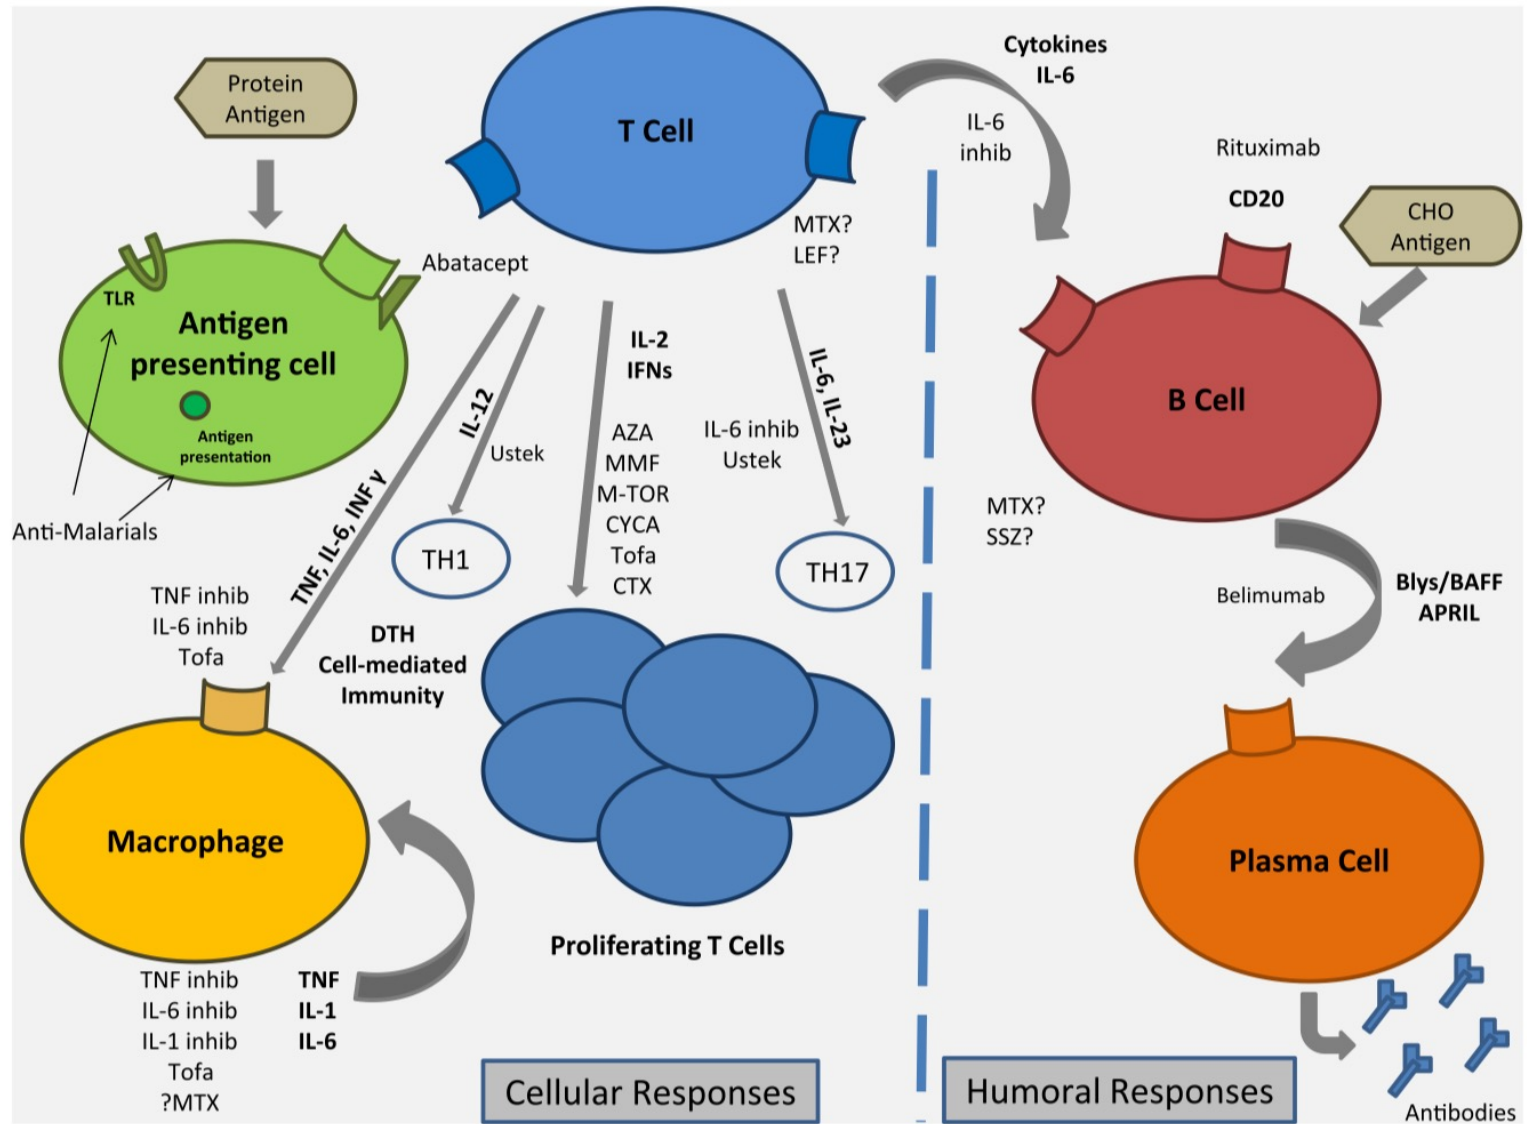 Protein
Antigen
T Cell
Cytokines
IL-6
IL-6
inhib
Rituximab
CD20
CHO
Antigen
MTX?
LEF?
Abatacept
TLR
Antigen
presenting cell
Antigen
presentation
Anti-Malarials
TNF, IL-6, INF γ
IL-12
Ustek
IL-2
IFNs
AZA
MMF
M-TOR
CYCA
Tofa
CTX
IL-6 inhib
Ustek
IL-6, IL-23
TH1
TH17
B Cell
MTX?
SSZ?
Belimumab
Blys/BAFF
APRIL
TNF inhib
IL-6 inhib
Tofa
DTH
Cell-mediated
Immunity
Macrophage
Proliferating T Cells
Plasma Cell
TNF inhib
IL-6 inhib
IL-1 inhib
Tofa
?MTX
TNF
IL-1
IL-6
Cellular Responses
Humoral Responses
Antibodies